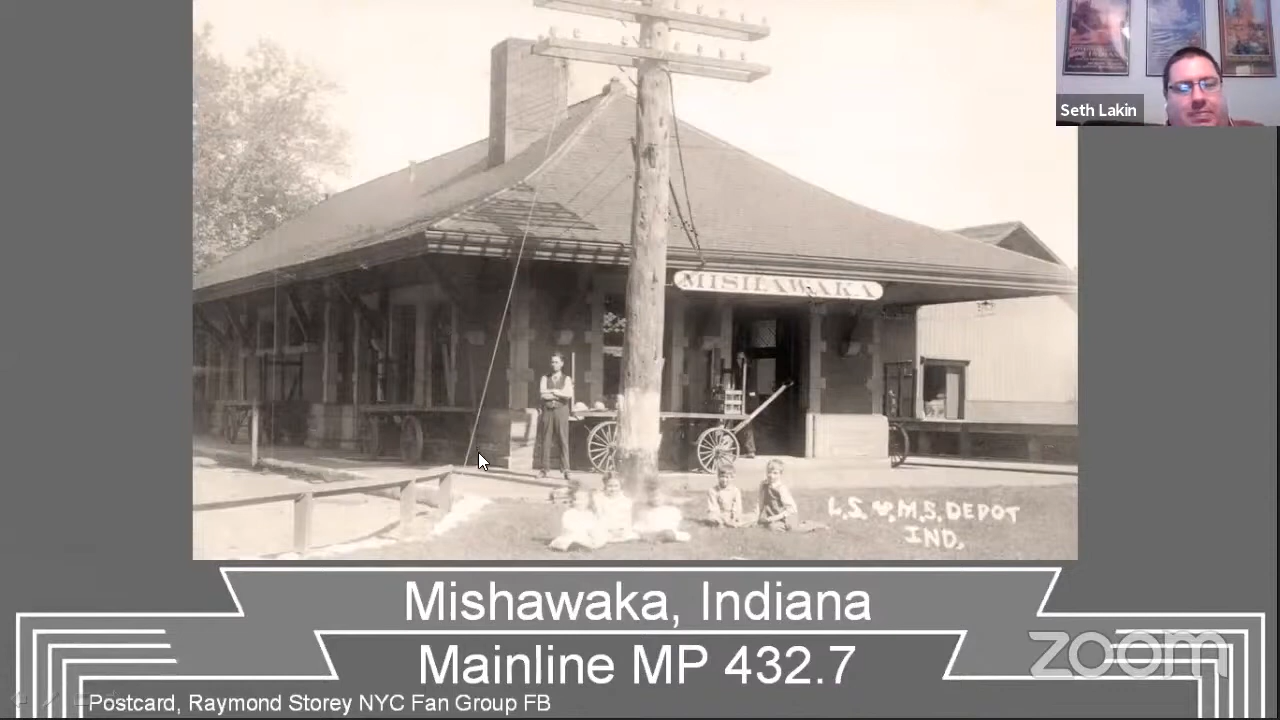 Seth Lakin
MISHAWAKA
L.S. & M.S. DEPOT
IND.
Mishawaka, Indiana
Mainline MP 432.7
zoom
Postcard, Raymond Storey NYC Fan Group FB